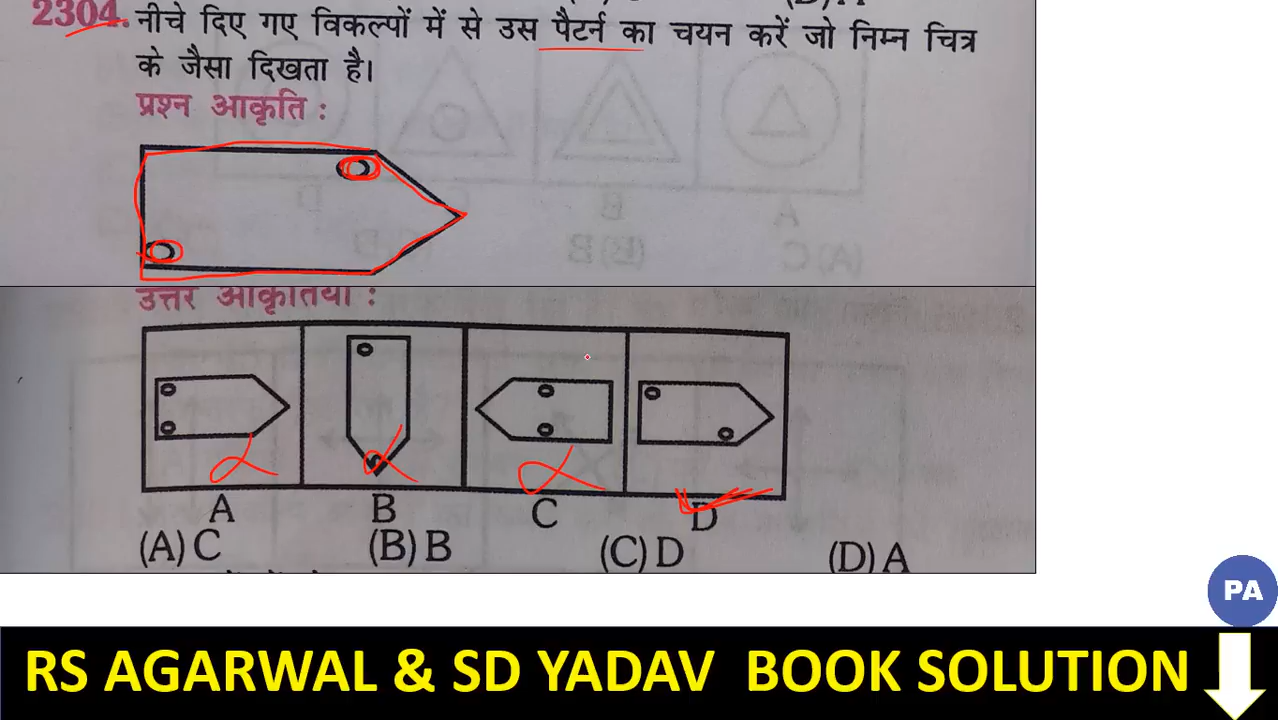 2304. नीचे दिए गए विकल्पों में से उस पैटर्न का चयन करें जो निम्न चित्र
के जैसा दिखता है।
प्रश्न आकृति :
उत्तर आकृतियां :
A B C D
(A) C (B) B (C) D (D) A
PA
RS AGARWAL & SD YADAV BOOK SOLUTION